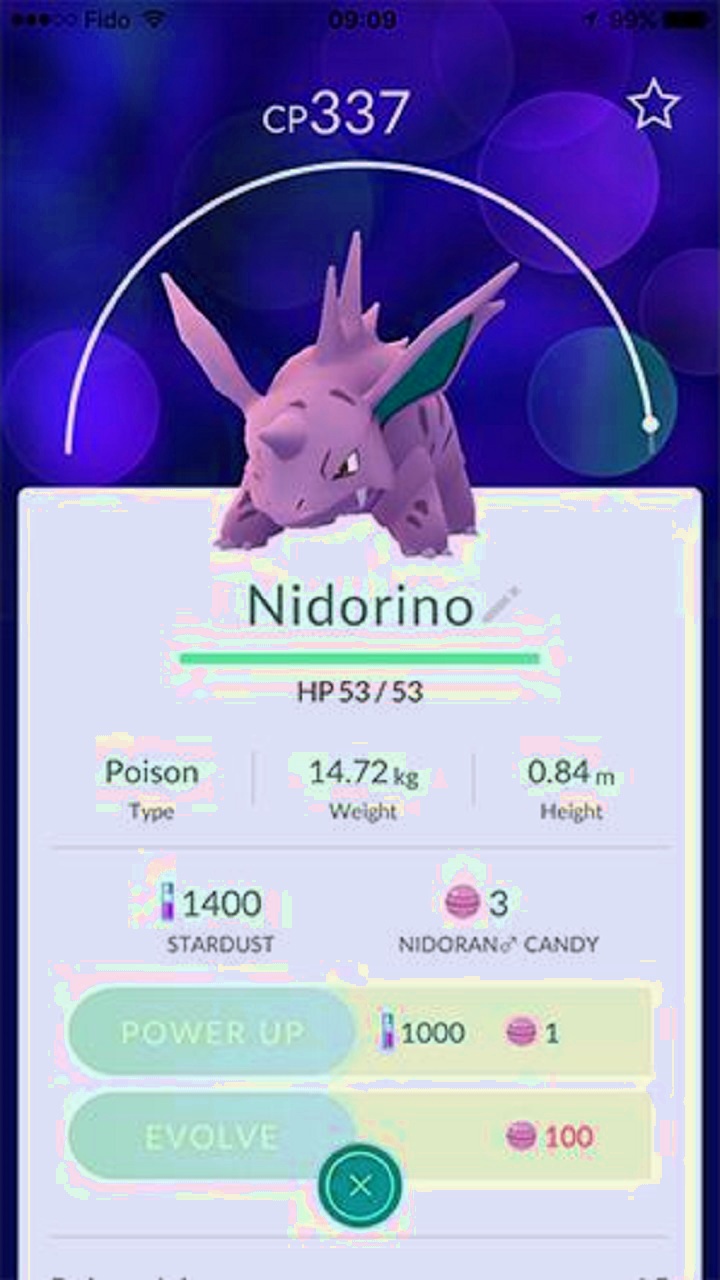 Fido 09:09 99%
CP337
Nidorino
HP 53 / 53
Poison 14.72 kg 0.84 m
Type Weight Height
1400 3
STARDUST NIDORAN♂ CANDY
POWER UP 1000 1
EVOLVE 100